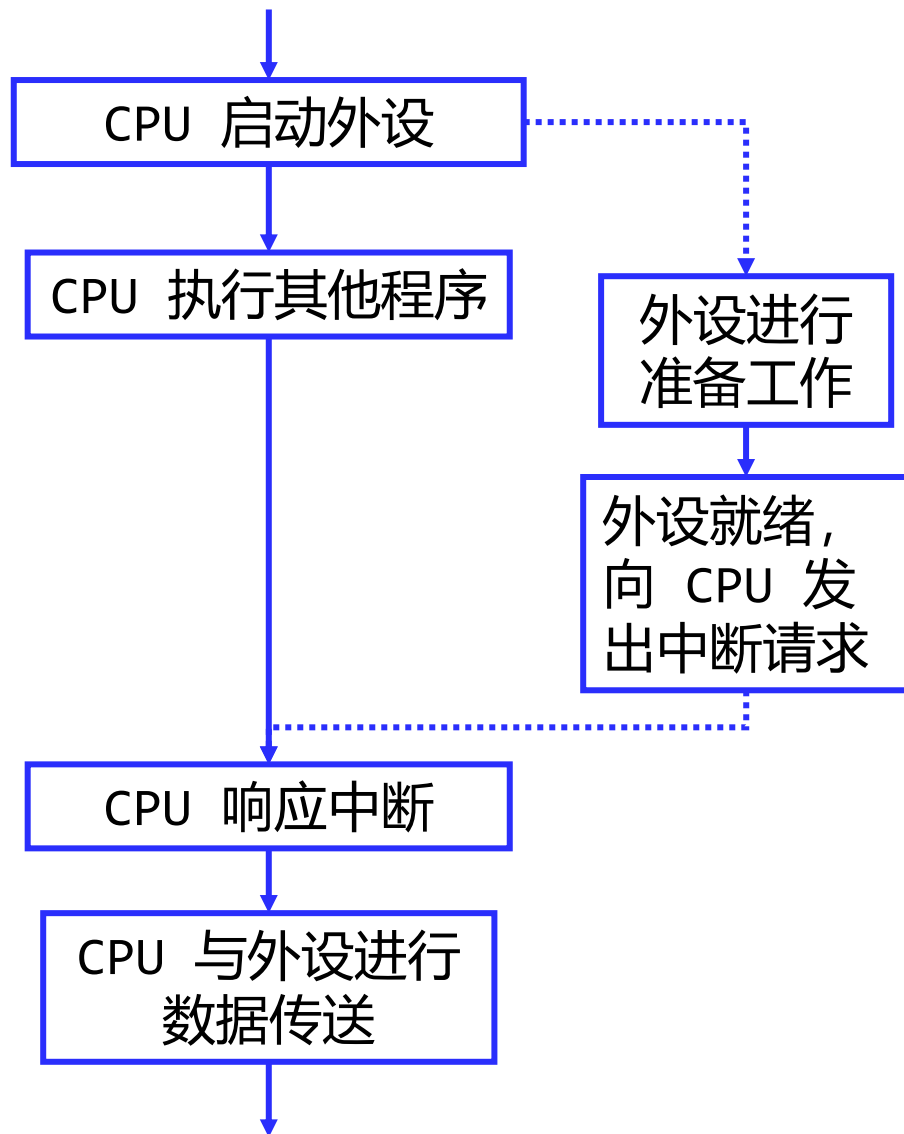 CPU 启动外设
CPU 执行其他程序
外设进行
准备工作
外设就绪,
向 CPU 发
出中断请求
CPU 响应中断
CPU 与外设进行
数据传送